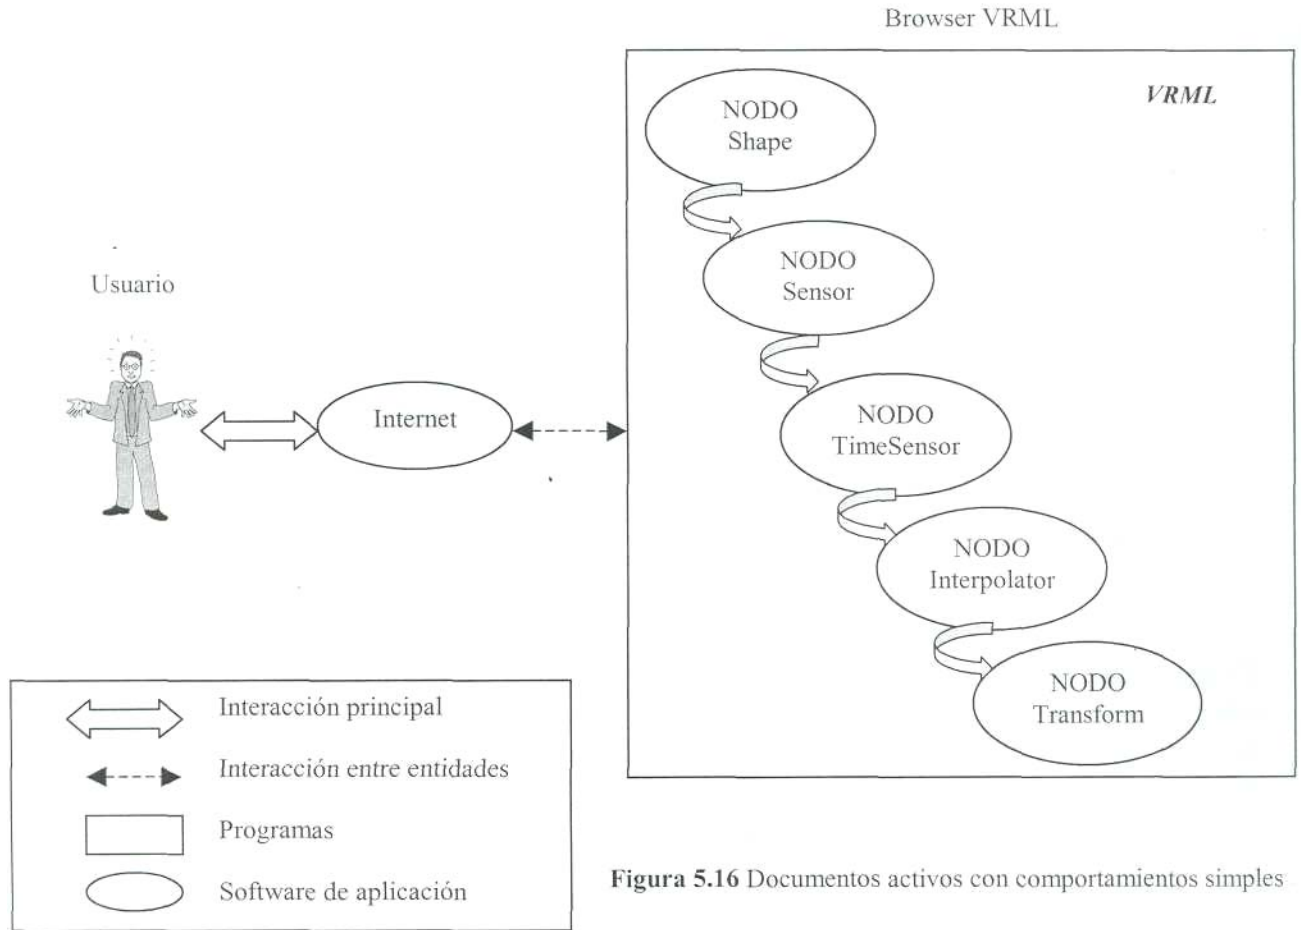 Browser VRML
VRML
NODO
Shape
NODO
Sensor
Usuario
Internet
NODO
TimeSensor
NODO
Interpolator
NODO
Transform
Interacción principal
Interacción entre entidades
Programas
Software de aplicación
Figura 5.16 Documentos activos con comportamientos simples